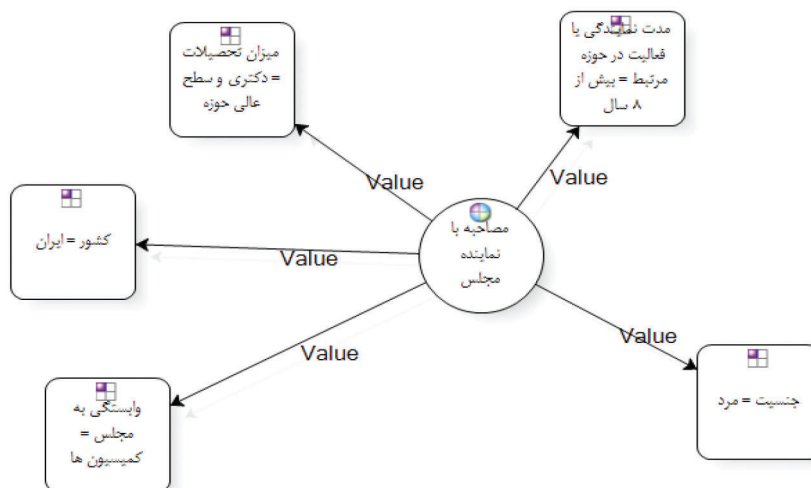 میزان تحصیلات
= دکتری و سطح
عالی حوزه
مدت نمایندگی یا
فعالیت در حوزه
مرتبط = بیش از
۸ سال
Value
Value
مصاحبه با
نماینده
مجلس
کشور = ایران
Value
Value
Value
وابستگی به
مجلس =
کمیسیون ها
جنسیت = مرد